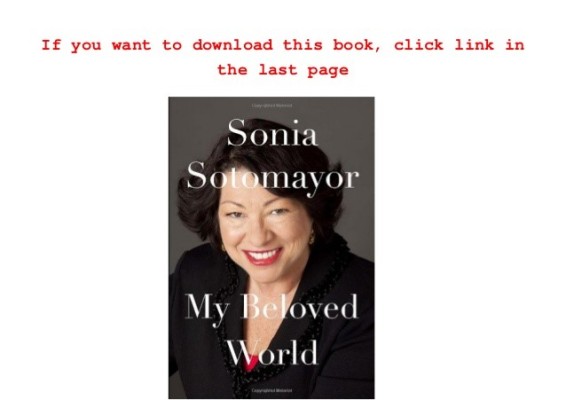 If you want to download this book, click link in
the last page
Sonia
Sotomayor
My Beloved
World